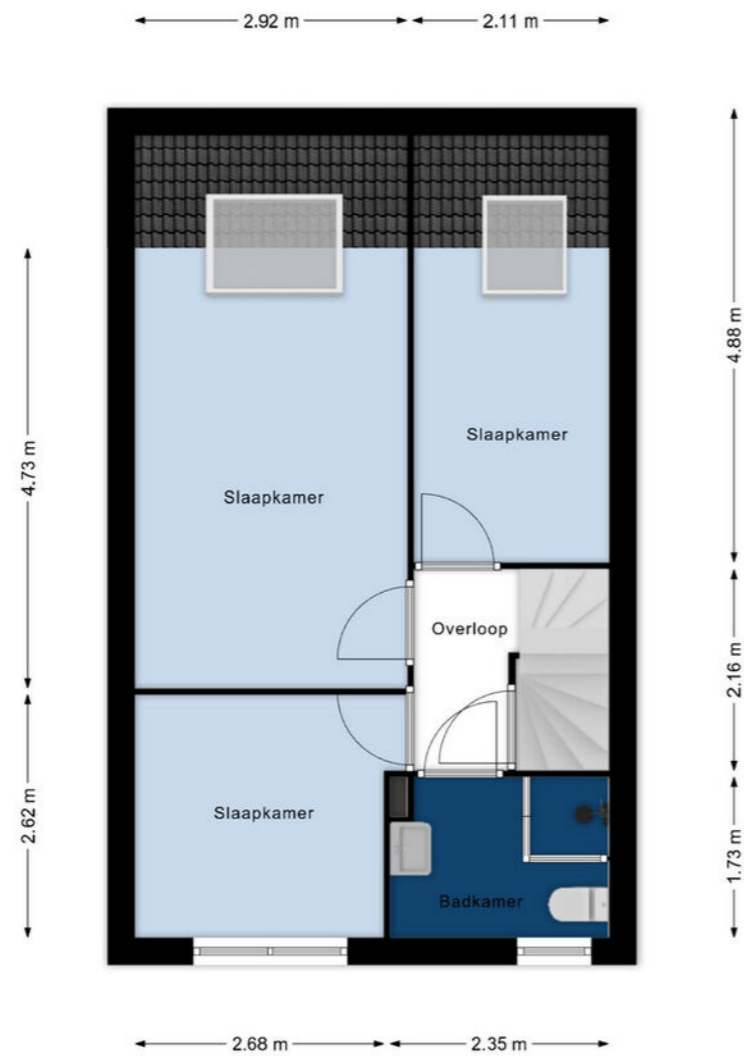 2.92 m
2.11 m
4.88 m
4.73 m
Slaapkamer
Slaapkamer
Overloop
2.16 m
2.62 m
Slaapkamer
1.73 m
Badkamer
2.68 m
2.35 m